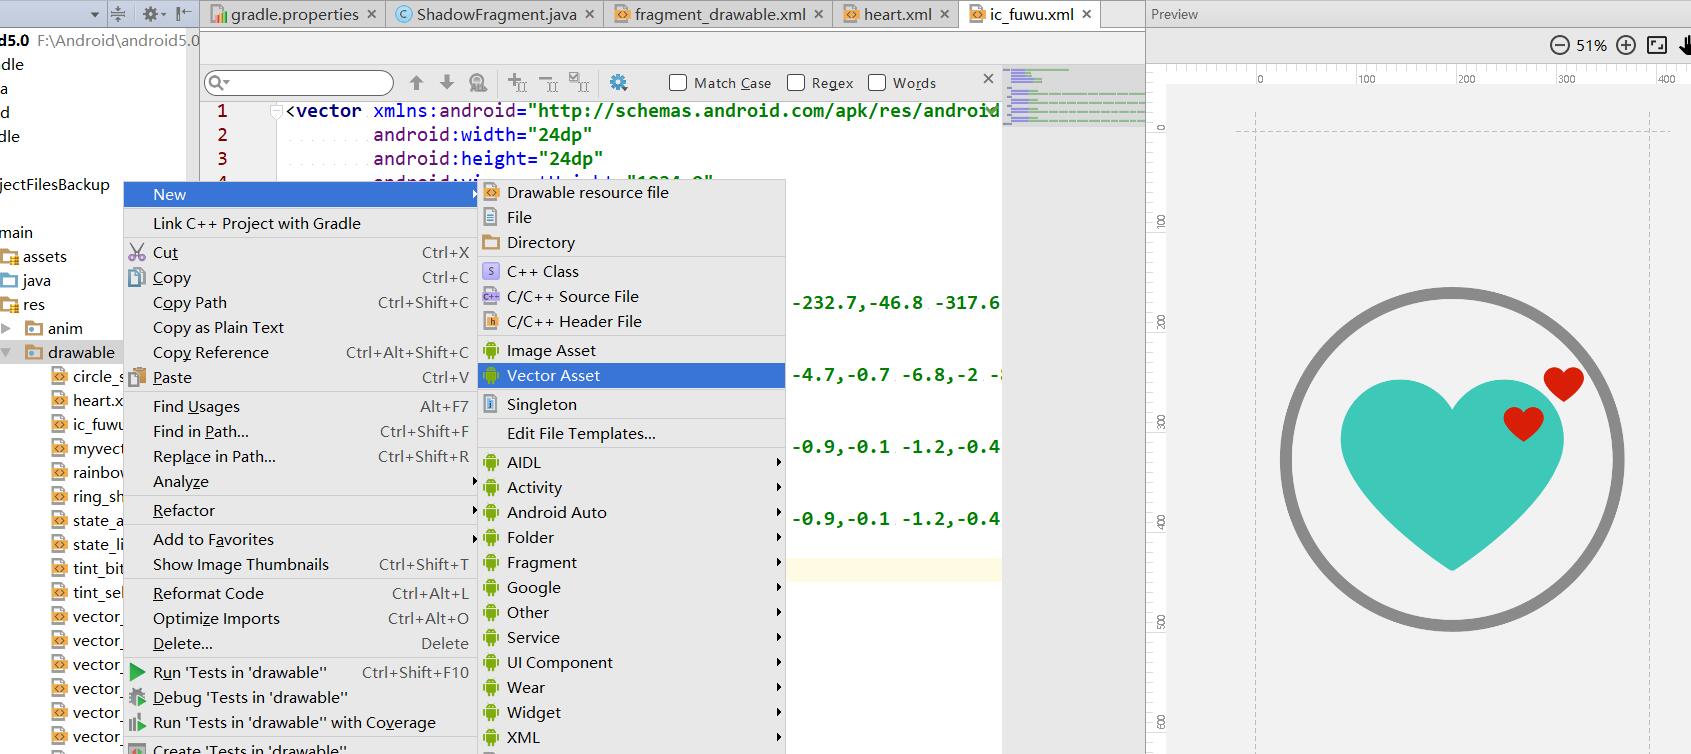 gradle.properties
ShadowFragment.java
fragment_drawable.xml
heart.xml
ic_fuwu.xml
Preview
d5.0 F:\Android\android5.0
dle
a
d
dle
jectFilesBackup
main
assets
java
res
anim
drawable
circle_s
heart.x
ic_fuwu
myvect
rainbow
ring_sh
state_a
state_li
tint_bit
tint_sel
vector_
vector_
vector_
vector_
vector_
vector_
Match Case
Regex
Words
51%
1 <vector xmlns:android="http://schemas.android.com/apk/res/android
2 android:width="24dp"
3 android:height="24dp"
-232.7,-46.8 -317.6
-4.7,-0.7 -6.8,-2
-0.9,-0.1 -1.2,-0.4
-0.9,-0.1 -1.2,-0.4
New
Link C++ Project with Gradle
Cut Ctrl+X
Copy Ctrl+C
Copy Path Ctrl+Shift+C
Copy as Plain Text
Copy Reference Ctrl+Alt+Shift+C
Paste Ctrl+V
Find Usages Alt+F7
Find in Path... Ctrl+Shift+F
Replace in Path... Ctrl+Shift+R
Analyze
Refactor
Add to Favorites
Show Image Thumbnails Ctrl+Shift+T
Reformat Code Ctrl+Alt+L
Optimize Imports Ctrl+Alt+O
Delete... Delete
Run 'Tests in 'drawable'' Ctrl+Shift+F10
Debug 'Tests in 'drawable''
Run 'Tests in 'drawable'' with Coverage
Create 'Tests in 'drawable''...
Drawable resource file
File
Directory
C++ Class
C/C++ Source File
C/C++ Header File
Image Asset
Vector Asset
Singleton
Edit File Templates...
AIDL
Activity
Android Auto
Folder
Fragment
Google
Other
Service
UI Component
Wear
Widget
XML
0 100 200 300 400
0
100
200
300
400
500
600